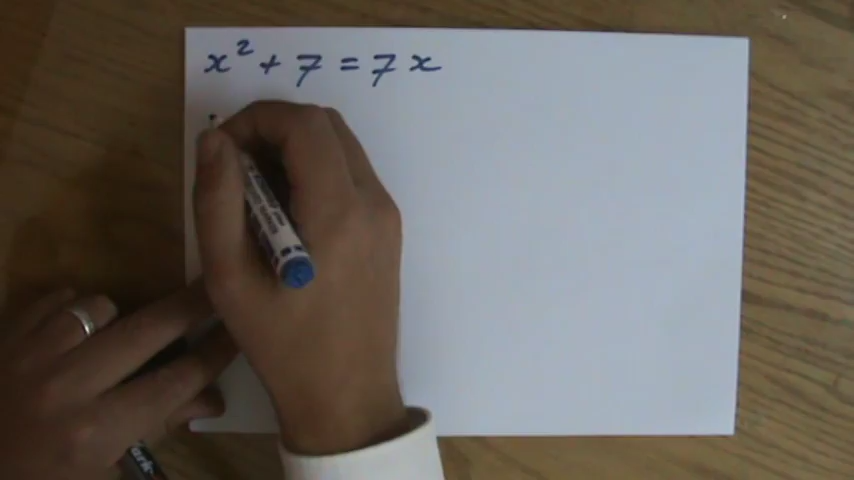 x² + 7 = 7x